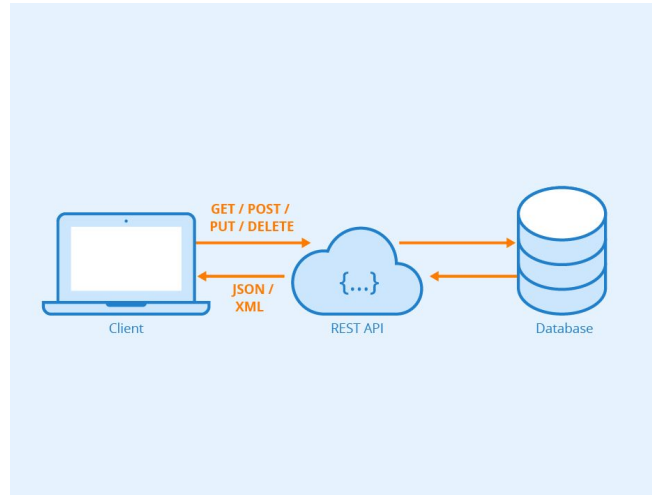 GET / POST /
PUT / DELETE
{...}
JSON /
XML
Client
REST API
Database